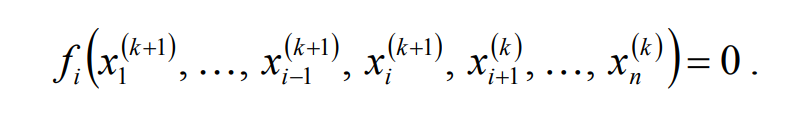 f_i(x_1^{(k+1)}, …, x_{i−1}^{(k+1)}, x_i^{(k+1)}, x_{i+1}^{(k)}, …, x_n^{(k)}) = 0 .